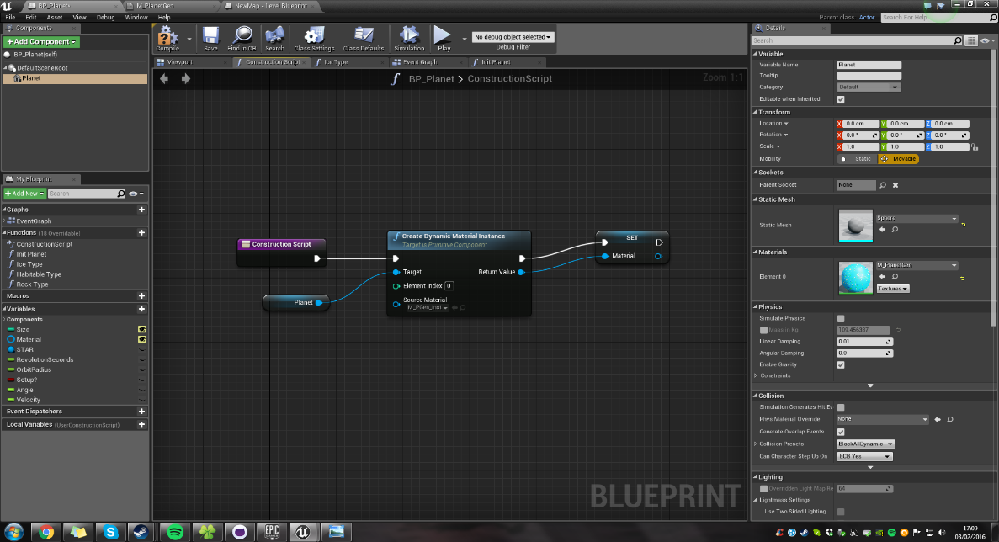 BP_Planet*
M_PlanetGen
NewMap - Level Blueprint
File Edit Asset View Debug Window Help
Parent class: Actor
Search For Help
Components
+Add Component
BP_Planet(self)
DefaultSceneRoot
Planet
Compile
Save
Find in CB
Search
Class Settings
Class Defaults
Simulation
Play
No debug object selected
Debug Filter
Viewport
Construction Script
Ice Type
Event Graph
Init Planet
BP_Planet > ConstructionScript
Zoom 1:1
My Blueprint
+Add New
Search
Graphs
EventGraph
Functions (18 Overridable)
ConstructionScript
Init Planet
Ice Type
Habitable Type
Rock Type
Macros
Variables
Components
Size
Material
STAR
RevolutionSeconds
OrbitRadius
Setup?
Angle
Velocity
Event Dispatchers
Local Variables (UserConstructionScript)
Construction Script
Planet
Create Dynamic Material Instance
Target is Primitive Component
Target
Return Value
Element Index 0
Source Material
M_PGen_inst
SET
Material
BLUEPRINT
Details
Search
Variable
Variable Name Planet
Tooltip
Category Default
Editable when Inherited
Transform
Location X 0.0 cm Y 0.0 cm Z 0.0 cm
Rotation X 0.0 ° Y 0.0 ° Z 0.0 °
Scale X 1.0 Y 1.0 Z 1.0
Mobility Static Movable
Sockets
Parent Socket None
Static Mesh
Static Mesh Sphere
Materials
Element 0 M_PlanetGen
Textures
Physics
Simulate Physics
Mass in Kg 109.456337
Linear Damping 0.01
Angular Damping 0.0
Enable Gravity
Constraints
Collision
Simulation Generates Hit Ev
Phys Material Override None
Generate Overlap Events
Collision Presets BlockAllDynamic
Can Character Step Up On ECB Yes
Lighting
Overridden Light Map Re 64
Lightmass Settings
Use Two Sided Lighting
EPIC
GAMES
17:09
03/02/2016